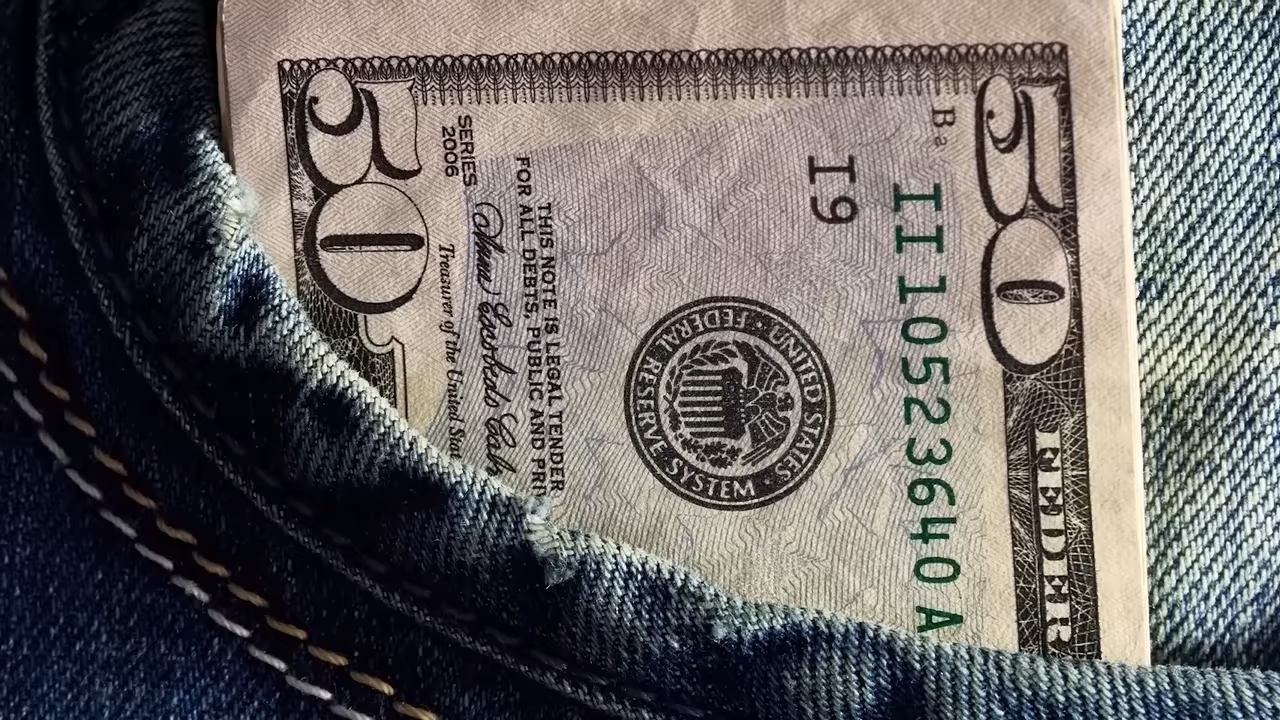 50 FEDER
Ba
II 10523640 A
I9
UNITED STATES • FEDERAL RESERVE SYSTEM •
THIS NOTE IS LEGAL TENDER
FOR ALL DEBTS, PUBLIC AND PRI
SERIES
2006
Treasurer of the United Stat
50